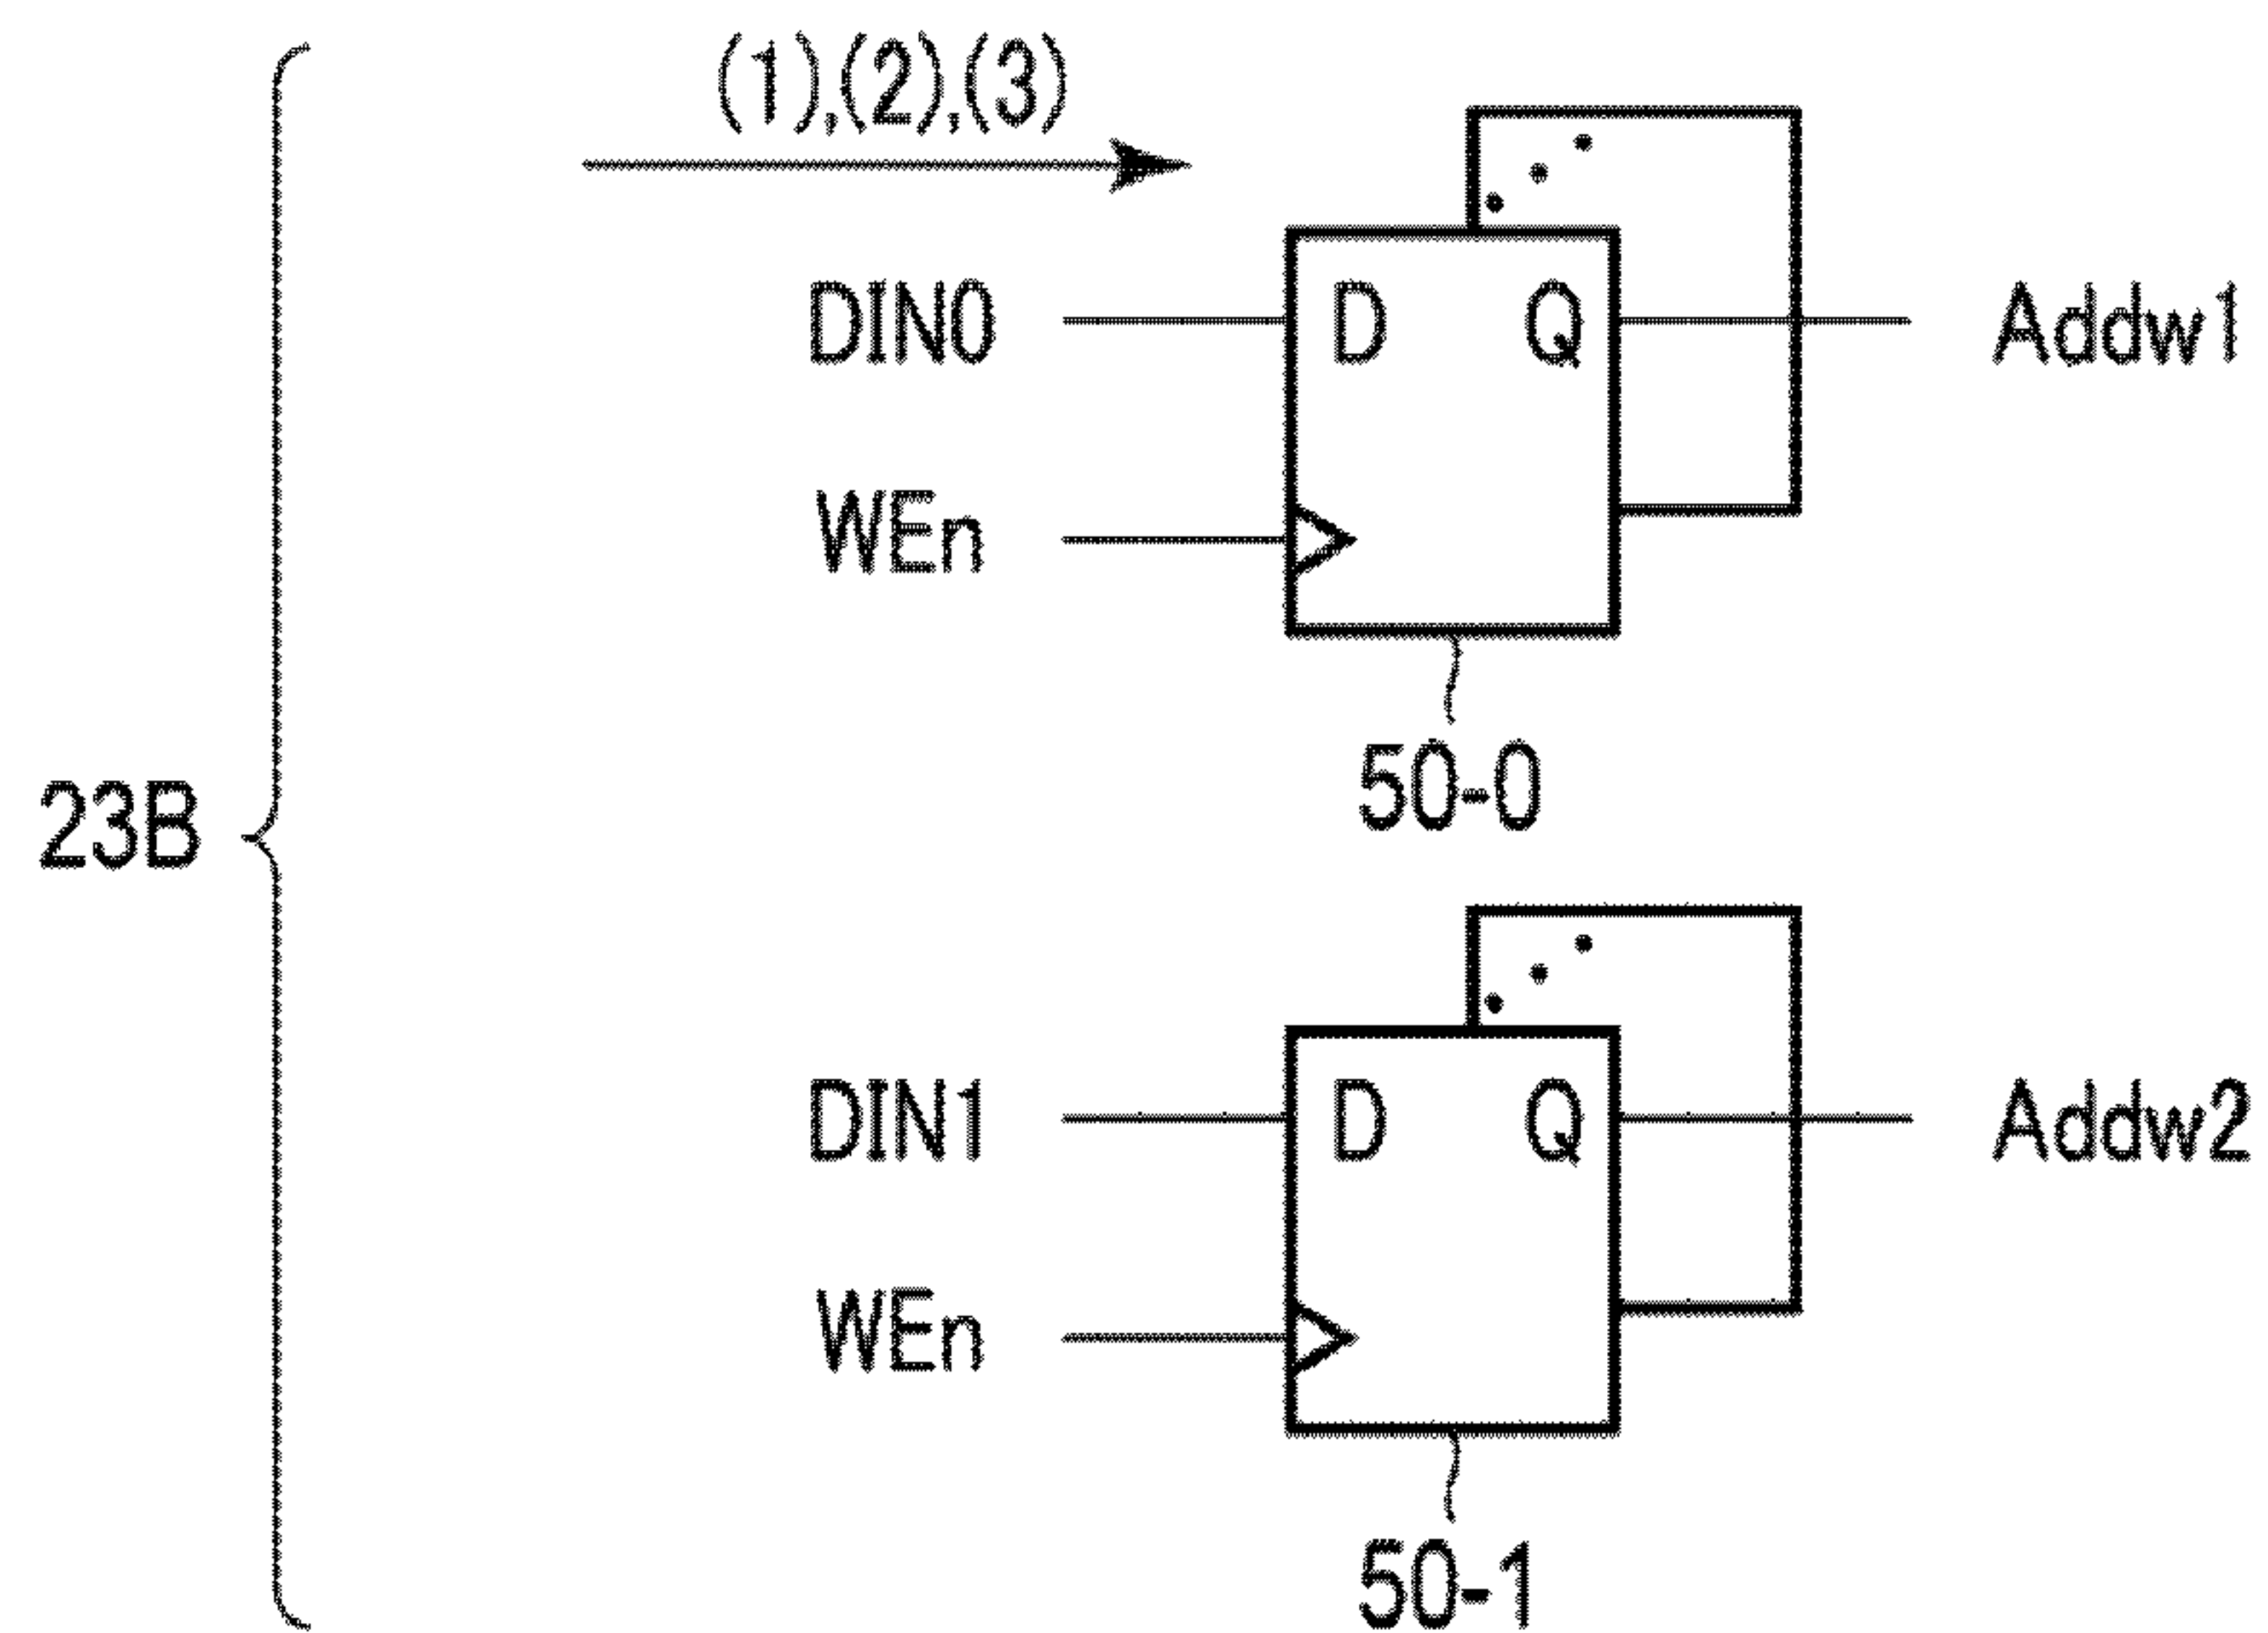 (1),(2),(3)
DIN0 D Q Addw1
WEn
50-0
23B
DIN1 D Q Addw2
WEn
50-1